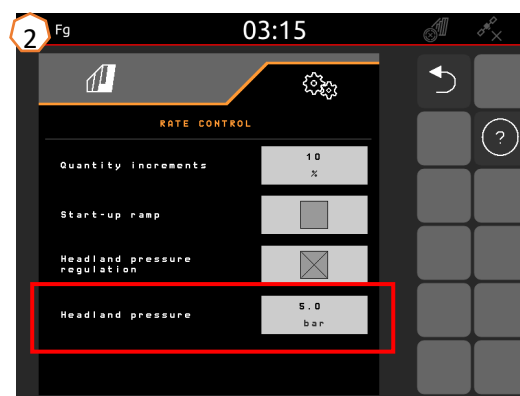 2
Fg
03:15
RATE CONTROL
Quantity increments
10
%
Start-up ramp
Headland pressure
regulation
Headland pressure
5.0
bar
?